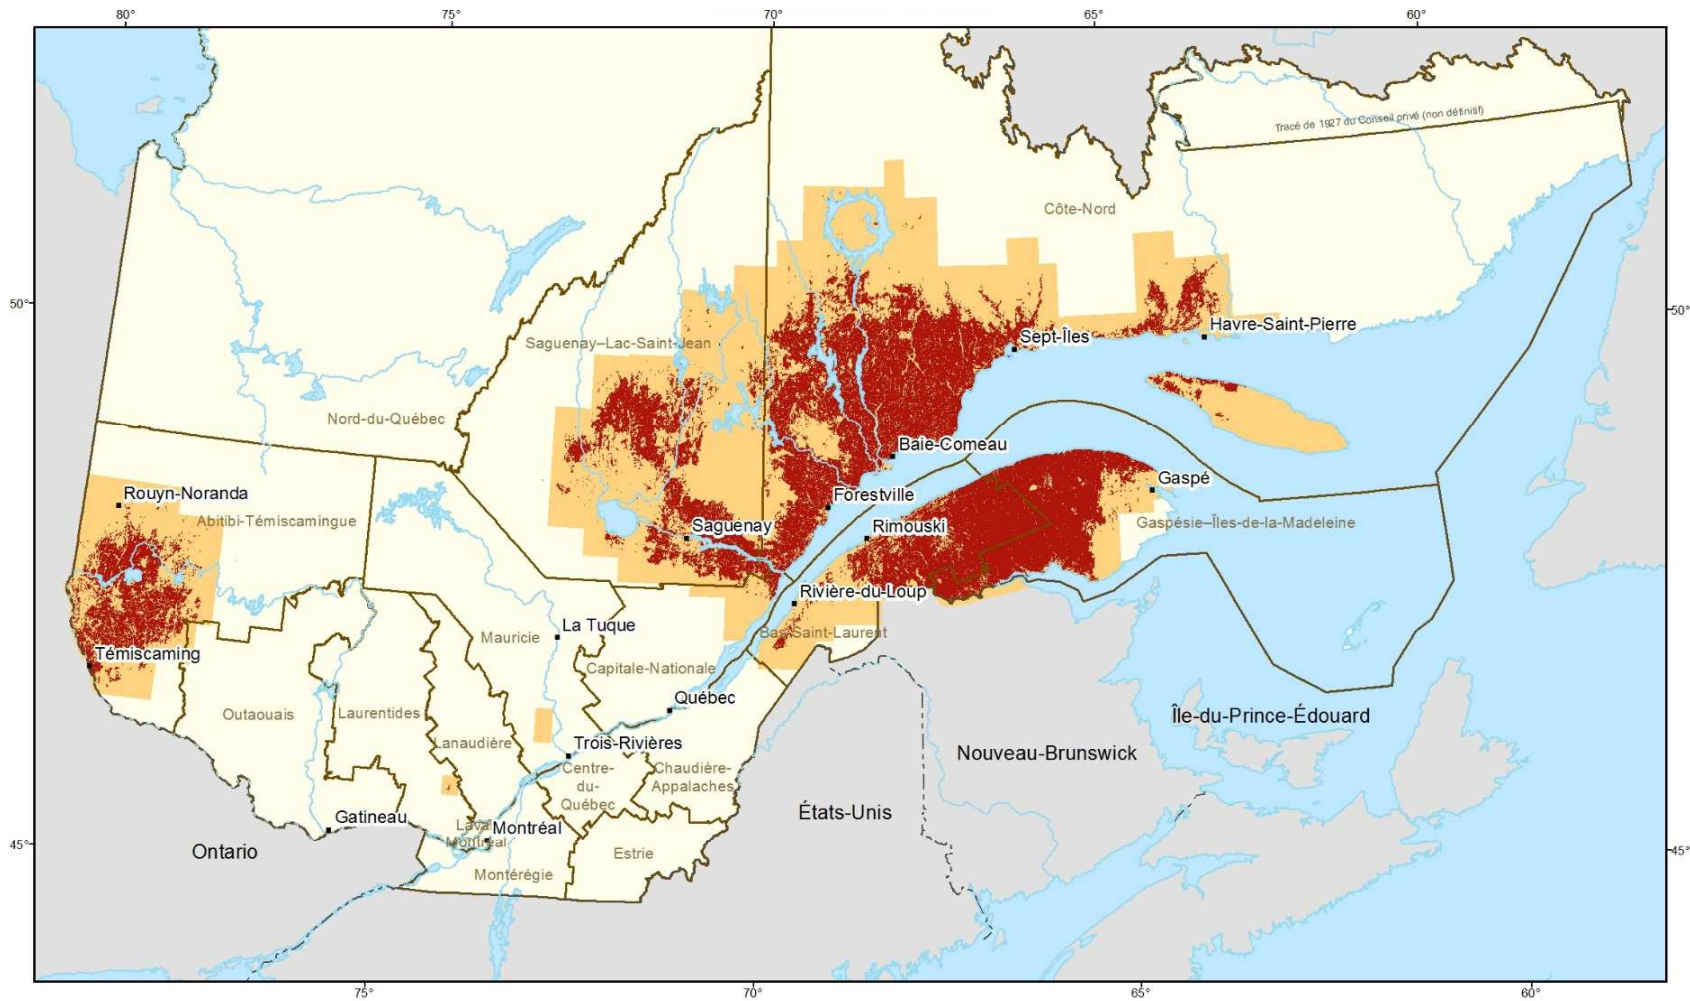 80°
75°
70°
65°
60°
Tracé de 1927 du Conseil privé (non définitif)
Côte-Nord
50°
50°
Havre-Saint-Pierre
Sept-Îles
Saguenay–Lac-Saint-Jean
Nord-du-Québec
Baie-Comeau
Gaspé
Rouyn-Noranda
Forestville
Abitibi-Témiscamingue
Saguenay
Rimouski
Gaspésie–Îles-de-la-Madeleine
Rivière-du-Loup
La Tuque
Mauricie
Bas-Saint-Laurent
Témiscaming
Capitale-Nationale
Québec
Outaouais
Laurentides
Île-du-Prince-Édouard
Lanaudière
Trois-Rivières
Nouveau-Brunswick
Centre-
du-
Québec
Chaudière-
Appalaches
États-Unis
Gatineau
Laval
Montréal
Montréal
45°
45°
Ontario
Estrie
Montérégie
75°
70°
65°
60°